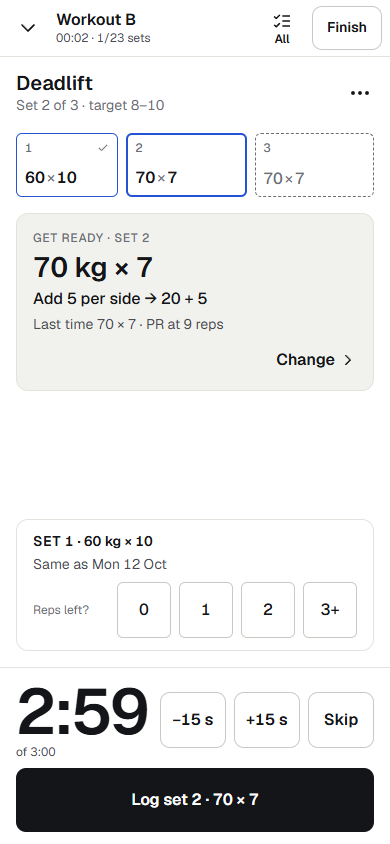 Workout B
00:02 · 1/23 sets
All
Finish
Deadlift
Set 2 of 3 · target 8–10
1
60×10
2
70×7
3
70×7
GET READY · SET 2
70 kg × 7
Add 5 per side → 20 + 5
Last time 70 × 7 · PR at 9 reps
Change
SET 1 · 60 kg × 10
Same as Mon 12 Oct
Reps left?
0
1
2
3+
2:59
of 3:00
−15 s
+15 s
Skip
Log set 2 · 70 × 7